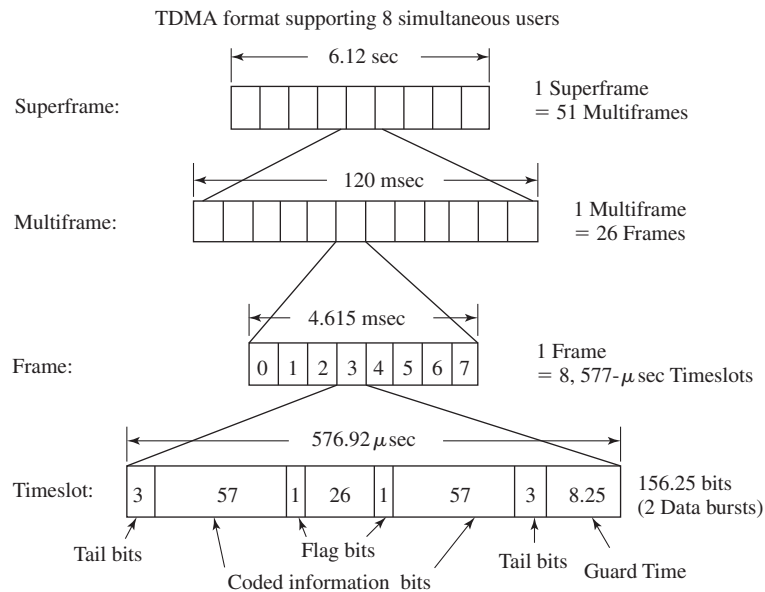 TDMA format supporting 8 simultaneous users
6.12 sec
Superframe:
1 Superframe
= 51 Multiframes
120 msec
Multiframe:
1 Multiframe
= 26 Frames
4.615 msec
Frame:
0 1 2 3 4 5 6 7
1 Frame
= 8, 577-μsec Timeslots
576.92 μsec
Timeslot:
3 57 1 26 1 57 3 8.25
156.25 bits
(2 Data bursts)
Tail bits
Flag bits
Coded information bits
Tail bits
Guard Time